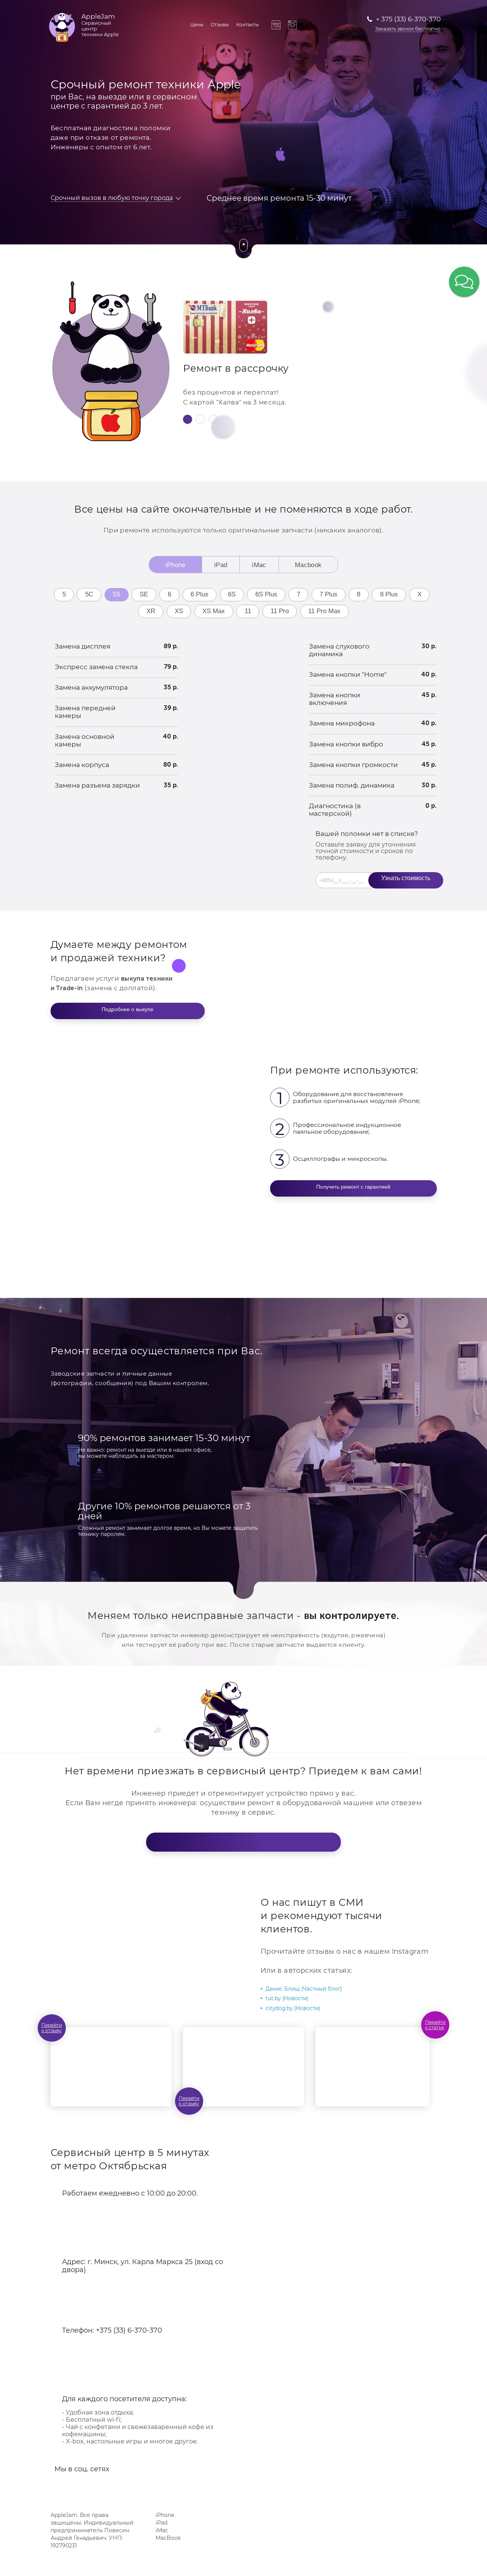 AppleJam
Сервисный
центр
техники Apple
Цены
Отзывы
Контакты
+ 375 (33) 6-370-370
Заказать звонок бесплатно
Срочный ремонт техники Apple
при Вас, на выезде или в сервисном
центре с гарантией до 3 лет.
Бесплатная диагностика поломки
даже при отказе от ремонта.
Инженеры с опытом от 6 лет.
Срочный вызов в любую точку города
Среднее время ремонта 15-30 минут
MTBank
Халва
Ремонт в рассрочку
без процентов и переплат!
С картой "Халва" на 3 месяца.
Все цены на сайте окончательные и не поменяются в ходе работ.
При ремонте используются только оригинальные запчасти (никаких аналогов).
iPhone
iPad
iMac
Macbook
5
5C
5S
SE
6
6 Plus
6S
6S Plus
7
7 Plus
8
8 Plus
X
XR
XS
XS Max
11
11 Pro
11 Pro Max
Замена дисплея 89 р.
Экспресс замена стекла 79 р.
Замена аккумулятора 35 р.
Замена передней 39 р.
камеры
Замена основной 40 р.
камеры
Замена корпуса 80 р.
Замена разъема зарядки 35 р.
Замена слухового 30 р.
динамика
Замена кнопки "Home" 40 р.
Замена кнопки 45 р.
включения
Замена микрофона 40 р.
Замена кнопки вибро 45 р.
Замена кнопки громкости 45 р.
Замена полиф. динамика 30 р.
Диагностика (в 0 р.
мастерской)
Вашей поломки нет в списке?
Оставьте заявку для уточнения
точной стоимости и сроков по
телефону.
+375 (__) ___-__-__
Узнать стоимость
Думаете между ремонтом
и продажей техники?
Предлагаем услуги выкупа техники
и Trade-in (замена с доплатой).
Подробнее о выкупе
При ремонте используются:
1
Оборудование для восстановления
разбитых оригинальных модулей iPhone;
2
Профессиональное индукционное
паяльное оборудование;
3
Осциллографы и микроскопы.
Получить ремонт с гарантией
Ремонт всегда осуществляется при Вас.
Заводские запчасти и личные данные
(фотографии, сообщения) под Вашим контролем.
90% ремонтов занимает 15-30 минут
Не важно: ремонт на выезде или в нашем офисе,
вы можете наблюдать за мастером.
Другие 10% ремонтов решаются от 3
дней
Сложный ремонт занимает долгое время, но Вы можете защитить
технику паролем.
Меняем только неисправные запчасти - вы контролируете.
При удалении запчасти инженер демонстрирует ее неисправность (вздутие, ржавчина)
или тестирует её работу при вас. После старые запчасти выдаются клиенту.
Нет времени приезжать в сервисный центр? Приедем к вам сами!
Инженер приедет и отремонтирует устройство прямо у вас.
Если Вам негде принять инженера: осуществим ремонт в оборудованной машине или отвезем
технику в сервис.
О нас пишут в СМИ
и рекомендуют тысячи
клиентов.
Прочитайте отзывы о нас в нашем Instagram
Или в авторских статьях:
• Денис Блищ (Частный блог)
• tut.by (Новости)
• citydog.by (Новости)
Перейти
к отзыву
Перейти
к отзыву
Перейти
к статье
Сервисный центр в 5 минутах
от метро Октябрьская
Работаем ежедневно с 10:00 до 20:00.
Адрес: г. Минск, ул. Карла Маркса 25 (вход со
двора)
Телефон: +375 (33) 6-370-370
Для каждого посетителя доступна:
- Удобная зона отдыха;
- Бесплатный wi-fi;
- Чай с конфетами и свежезаваренный кофе из
кофемашины;
- X-box, настольные игры и многое другое.
Мы в соц. сетях
AppleJam. Все права
защищены. Индивидуальный
предприниматель Повесин
Андрей Генадьевич. УНП:
192790231
iPhone
iPad
iMac
MacBook